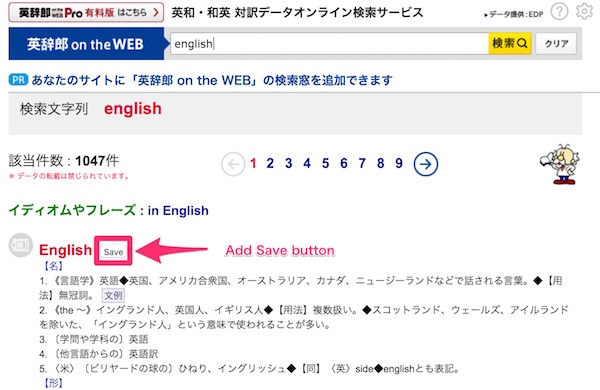 英辞郎 on the WEB Pro 有料版 はこちら 英和・和英 対訳データオンライン検索サービス ▸データ提供 : EDP ?
英辞郎 on the WEB english 検索 クリア
PR あなたのサイトに「英辞郎 on the WEB」の検索窓を追加できます
検索文字列 english
該当件数 : 1047件 ← 1 2 3 4 5 6 7 8 9 →
* データの転載は禁じられています。
イディオムやフレーズ : in English
English Save Add Save button
【名】
1. 《言語学》英語◆英国、アメリカ合衆国、オーストラリア、カナダ、ニュージーランドなどで話される言葉。◆【用
法】無冠詞。 文例
2. 《the ～》イングランド人、英国人、イギリス人◆【用法】複数扱い。◆スコットランド、ウェールズ、アイルランド
を除いた、「イングランド人」という意味で使われることが多い。
3. 〔学問や学科の〕英語
4. 〔他言語からの〕英語訳
5. 〈米〉〔ビリヤードの球の〕ひねり、イングリッシュ◆【同】〈英〉side◆englishとも表記。
【形】